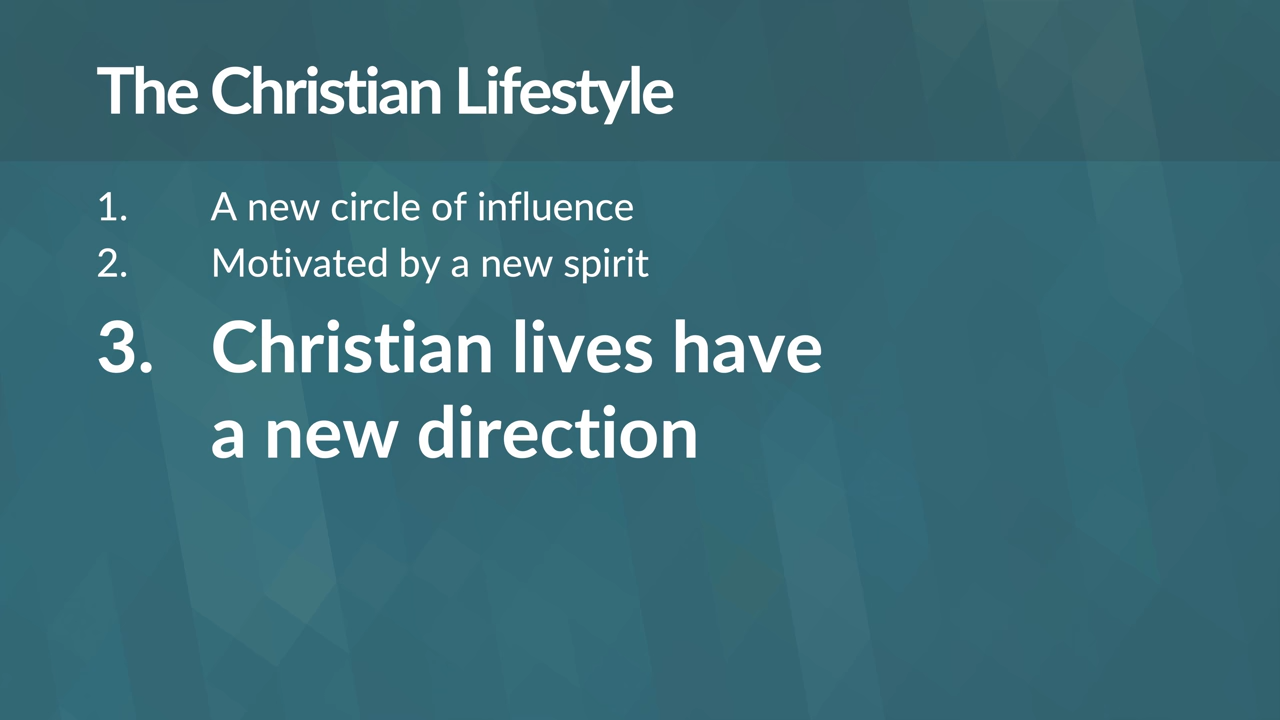 The Christian Lifestyle
1. A new circle of influence
2. Motivated by a new spirit
3. Christian lives have
a new direction